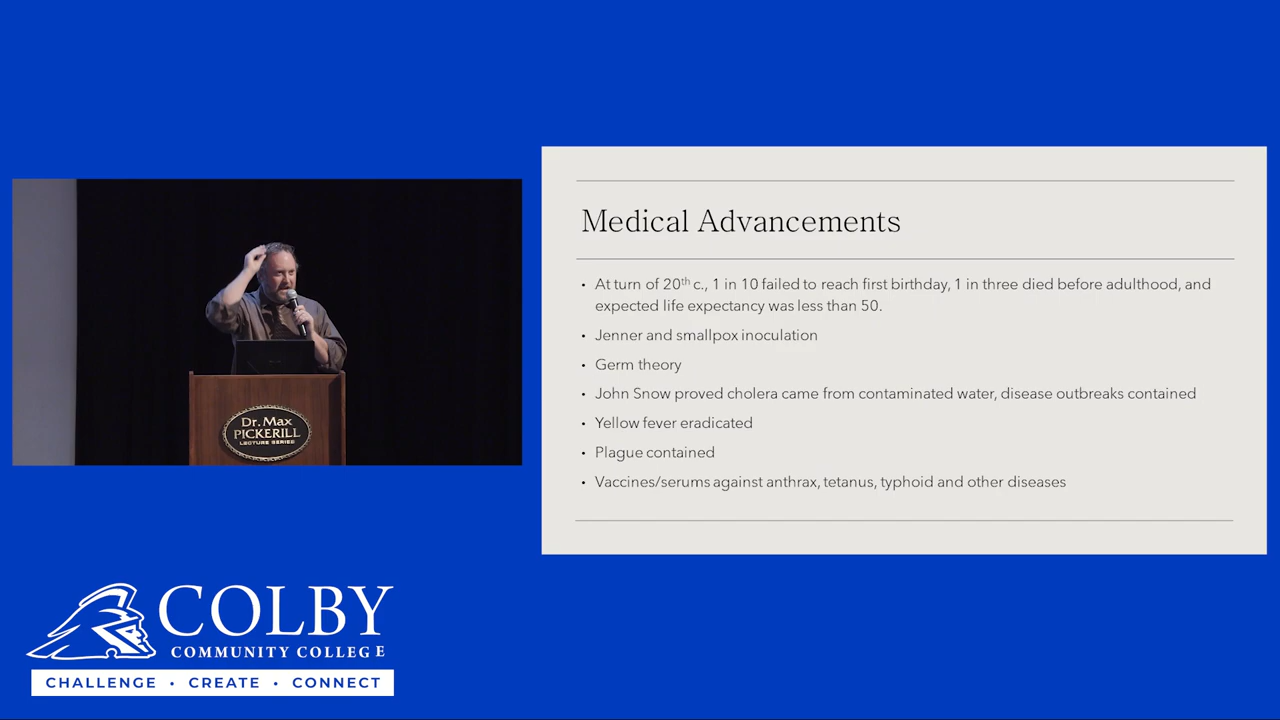 Medical Advancements
• At turn of 20th c., 1 in 10 failed to reach first birthday, 1 in three died before adulthood, and
expected life expectancy was less than 50.
• Jenner and smallpox inoculation
• Germ theory
• John Snow proved cholera came from contaminated water, disease outbreaks contained
• Yellow fever eradicated
• Plague contained
• Vaccines/serums against anthrax, tetanus, typhoid and other diseases
Dr. Max
PICKERILL
LECTURE SERIES
COLBY
COMMUNITY COLLEGE
CHALLENGE • CREATE • CONNECT